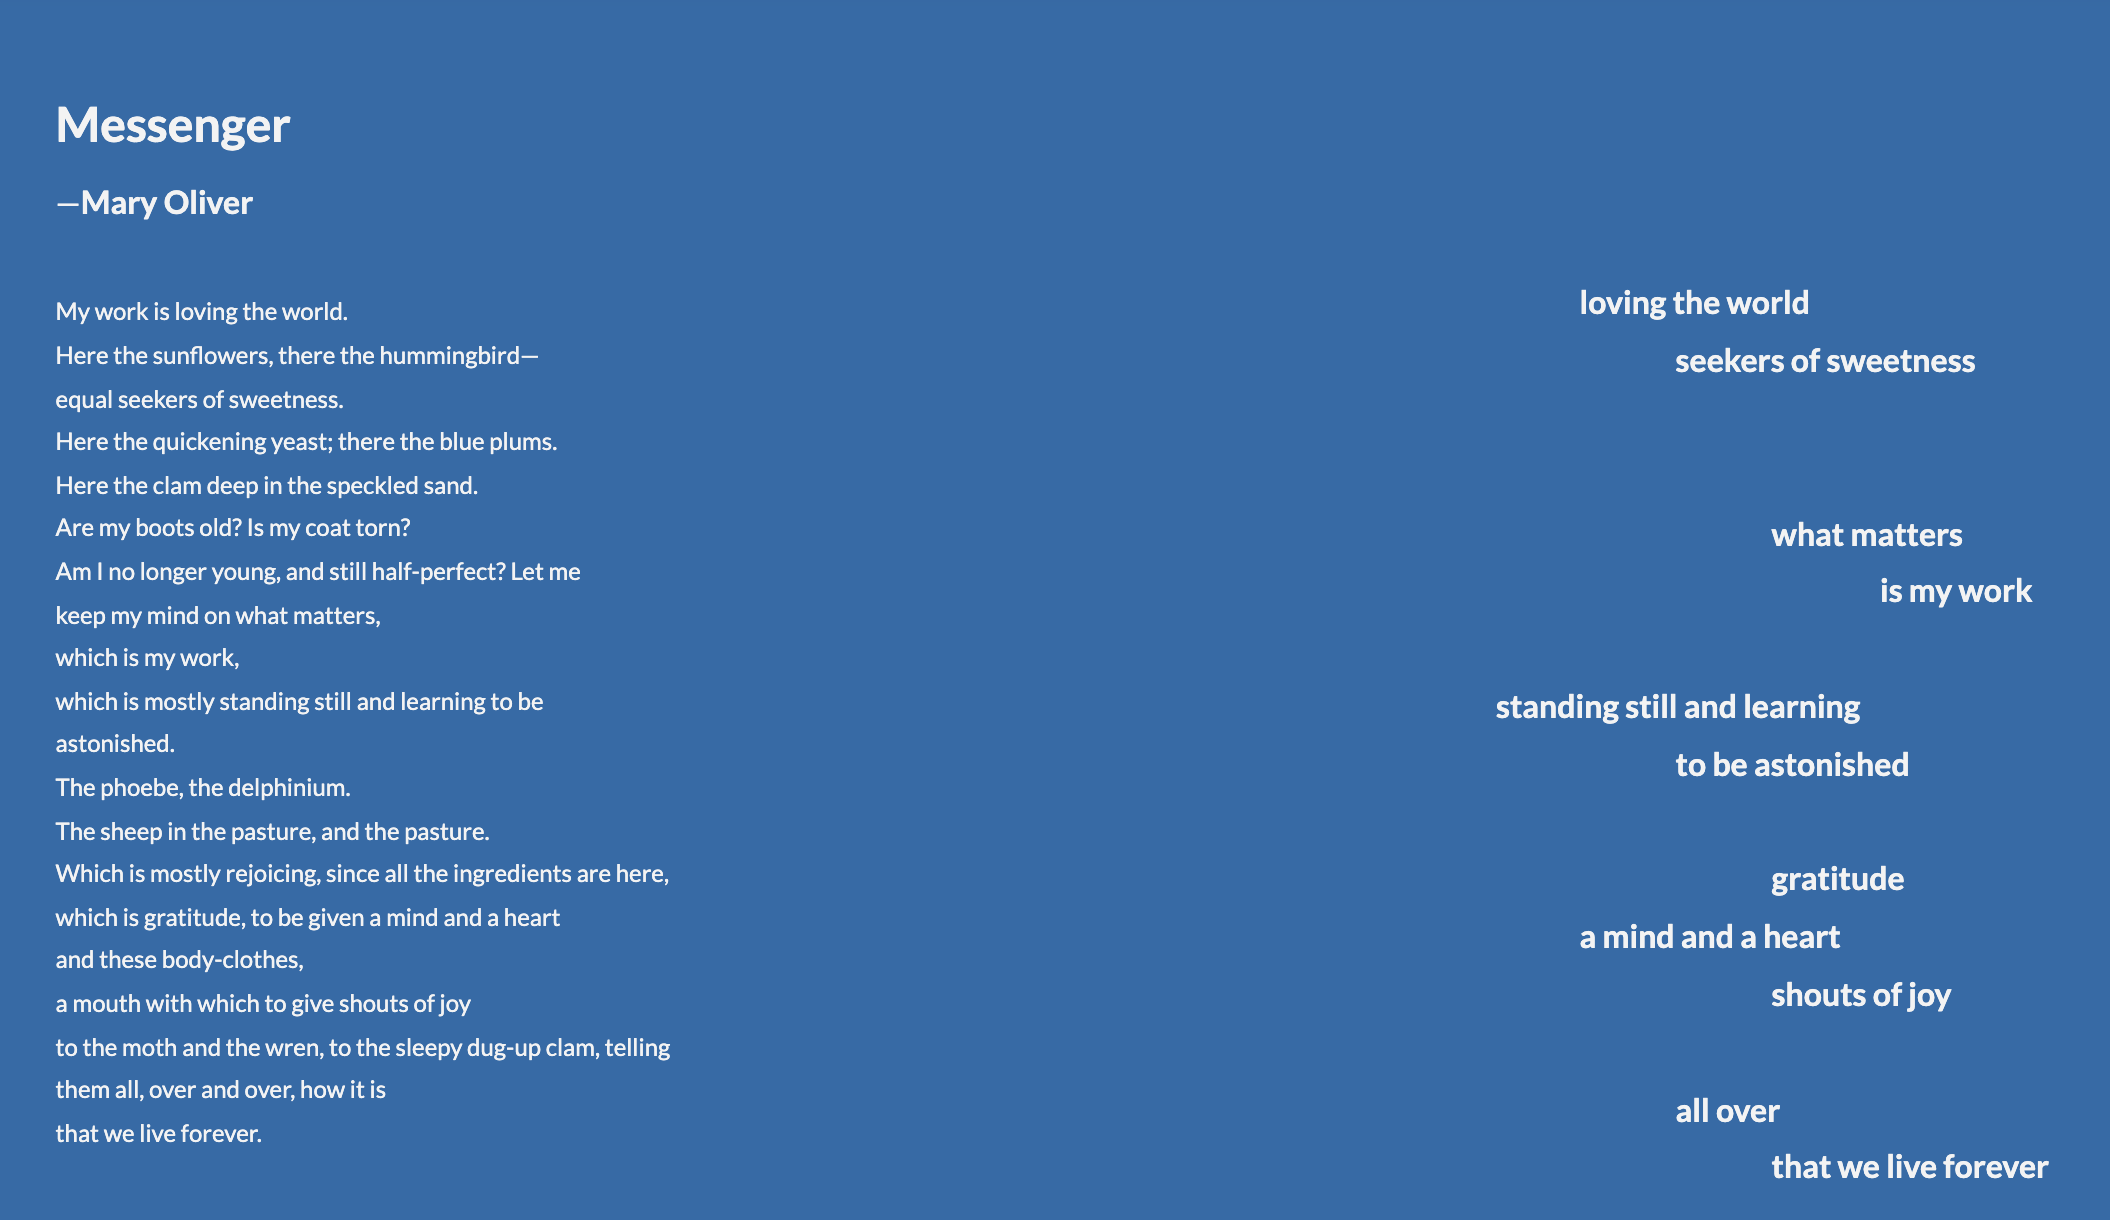 Messenger
—Mary Oliver
My work is loving the world.
Here the sunflowers, there the hummingbird—
equal seekers of sweetness.
Here the quickening yeast; there the blue plums.
Here the clam deep in the speckled sand.
Are my boots old? Is my coat torn?
Am I no longer young, and still half-perfect? Let me
keep my mind on what matters,
which is my work,
which is mostly standing still and learning to be
astonished.
The phoebe, the delphinium.
The sheep in the pasture, and the pasture.
Which is mostly rejoicing, since all the ingredients are here,
which is gratitude, to be given a mind and a heart
and these body-clothes,
a mouth with which to give shouts of joy
to the moth and the wren, to the sleepy dug-up clam, telling
them all, over and over, how it is
that we live forever.
loving the world
seekers of sweetness
what matters
is my work
standing still and learning
to be astonished
gratitude
a mind and a heart
shouts of joy
all over
that we live forever